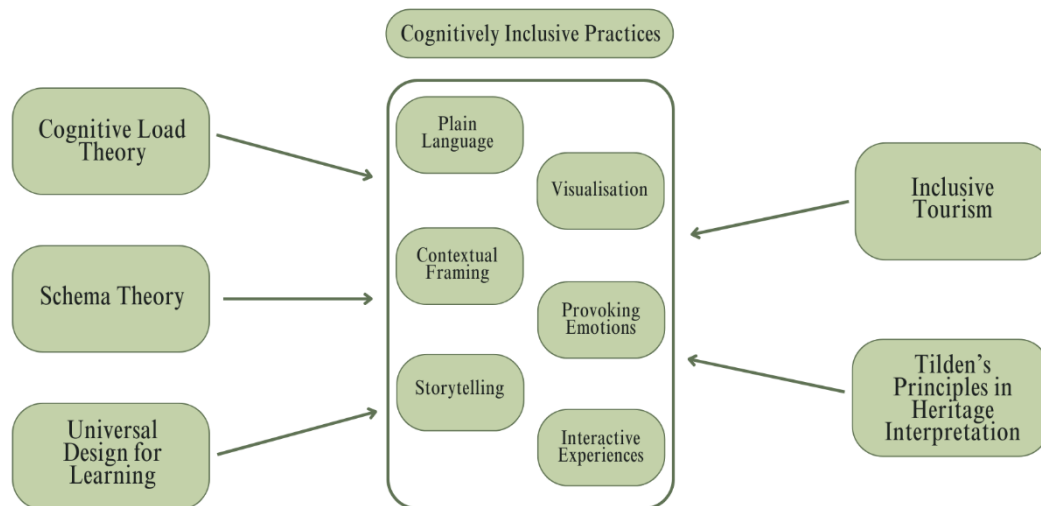 Cognitively Inclusive Practices
Cognitive Load
Theory
Schema Theory
Universal
Design for
Learning
Plain
Language
Visualisation
Contextual
Framing
Provoking
Emotions
Storytelling
Interactive
Experiences
Inclusive
Tourism
Tilden's
Principles in
Heritage
Interpretation